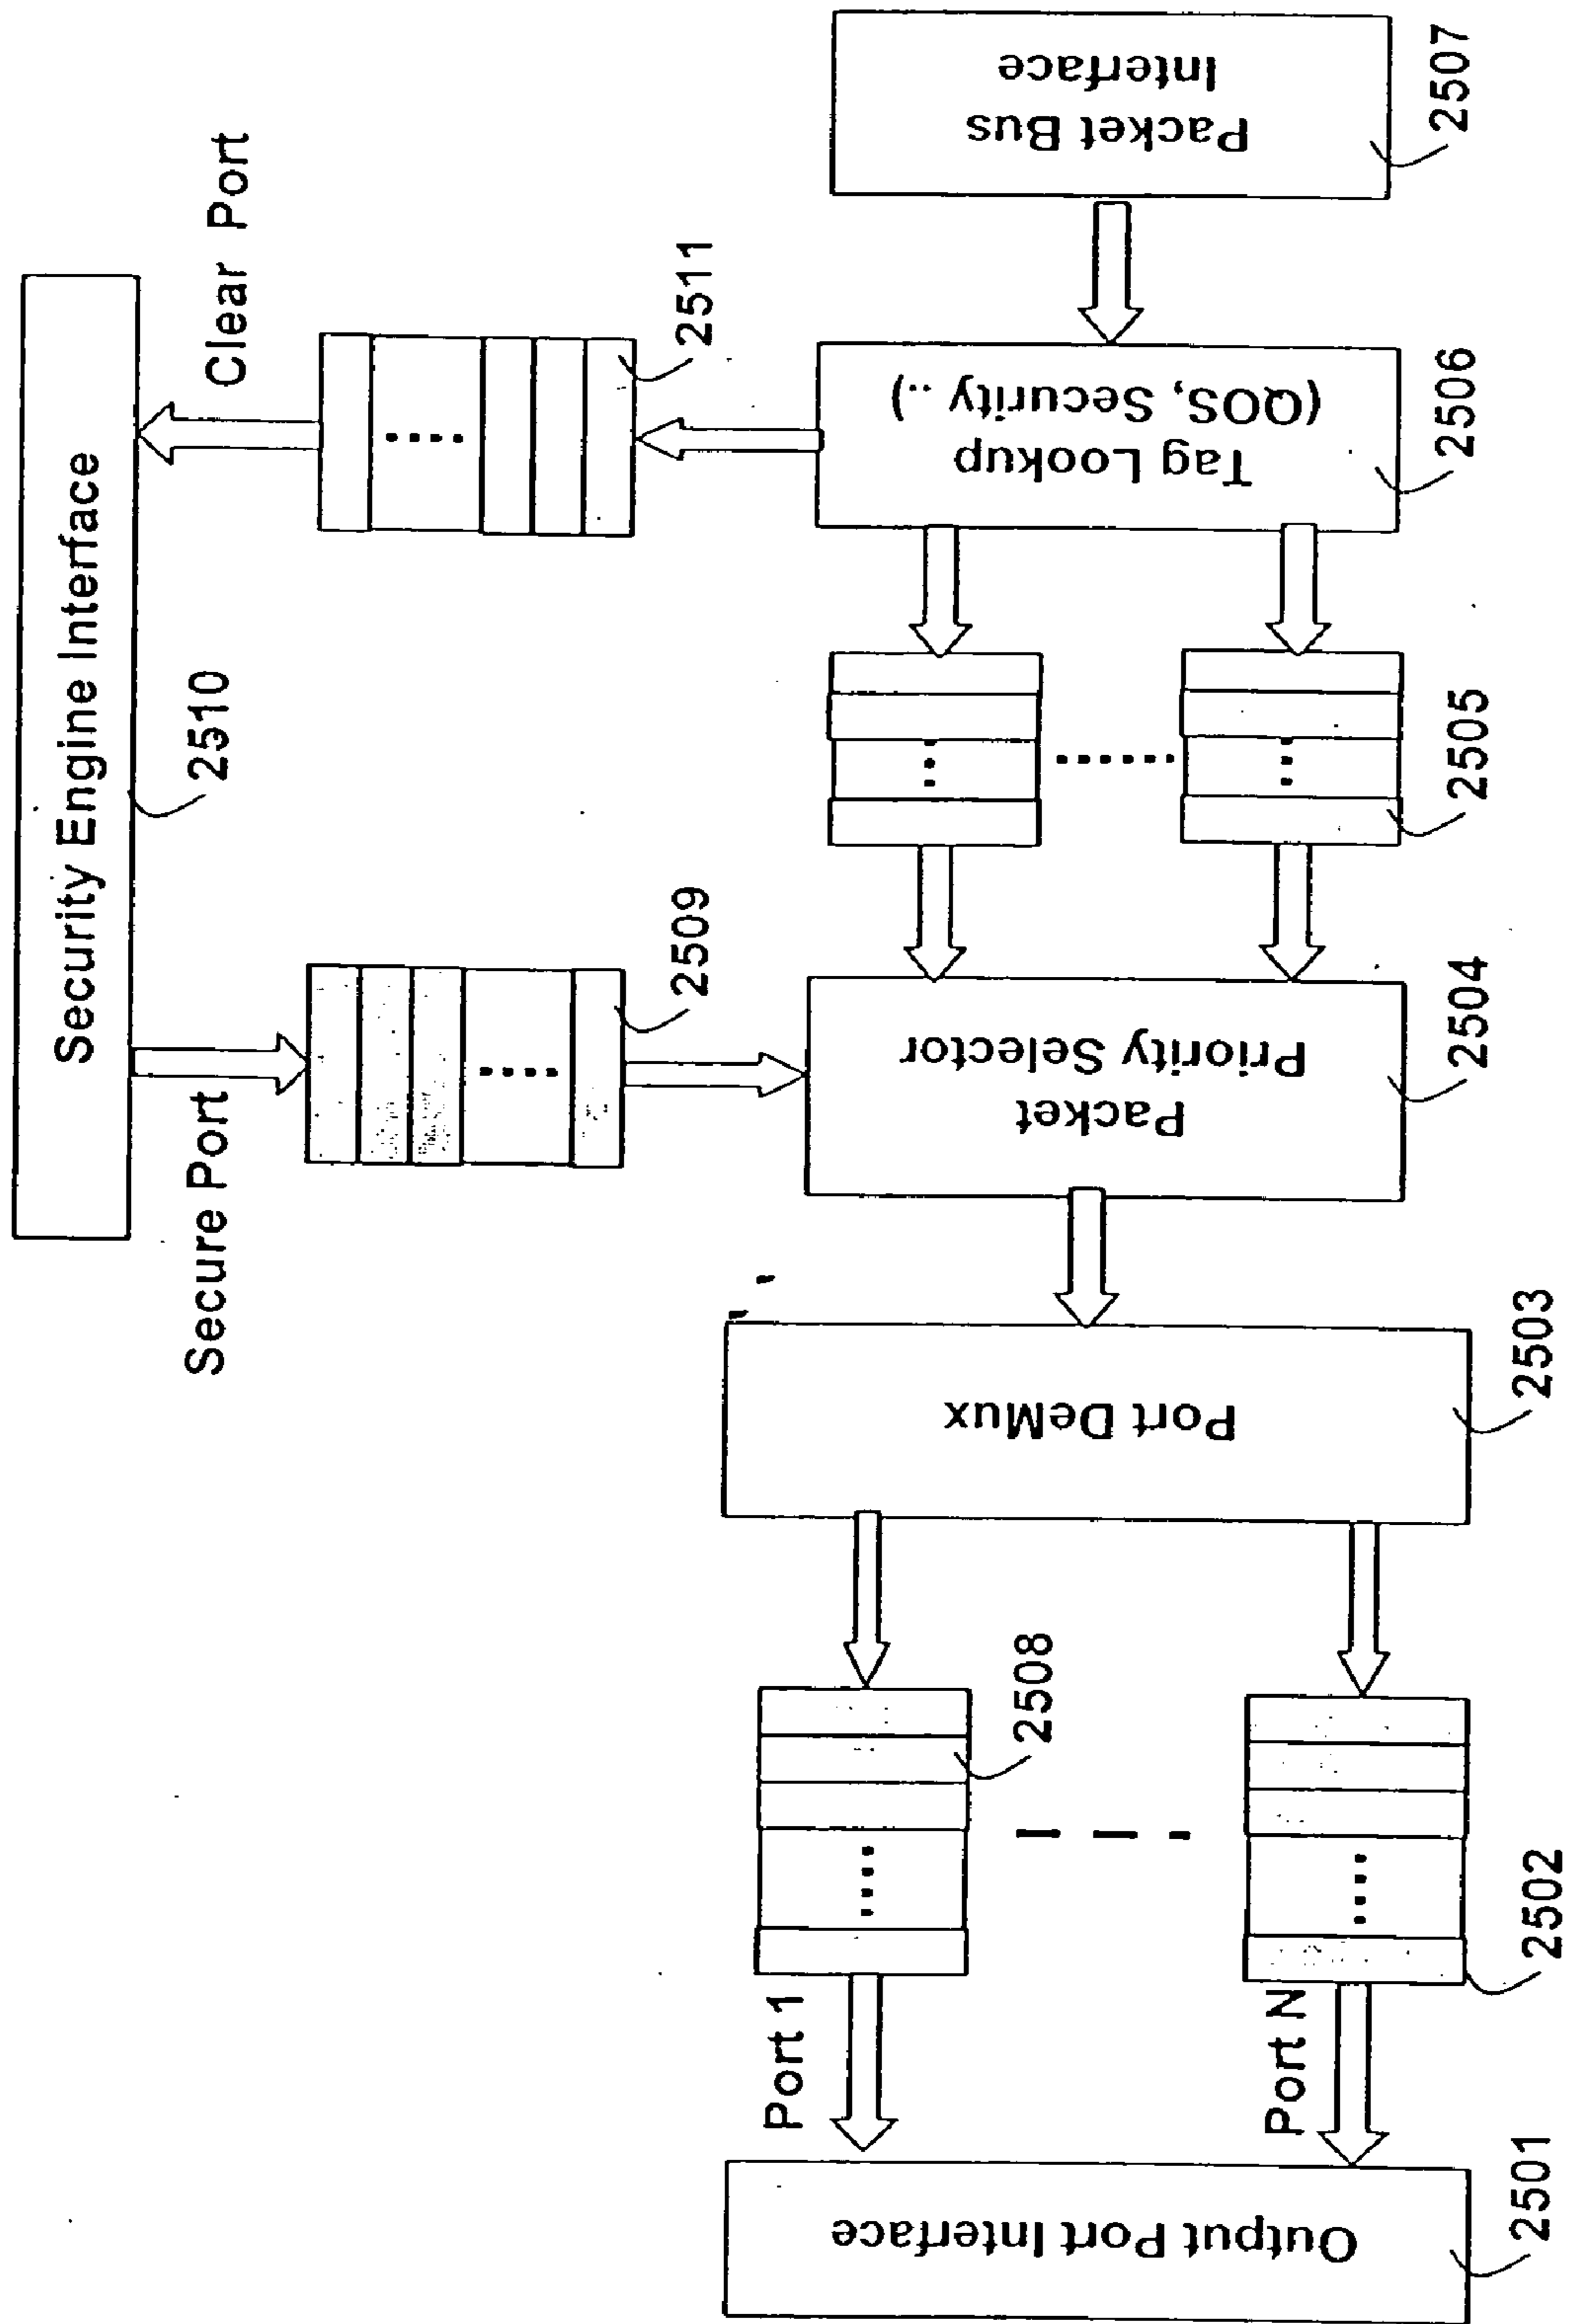 Security Engine Interface
2510
Secure Port
Clear Port
2509
2511
Output Port Interface
2501
Port 1
Port N
2508
2502
Port DeMux
2503
Packet
Priority Selector
2504
2505
Tag Lookup
(QOS, Security ..)
2506
Packet Bus
Interface
2507